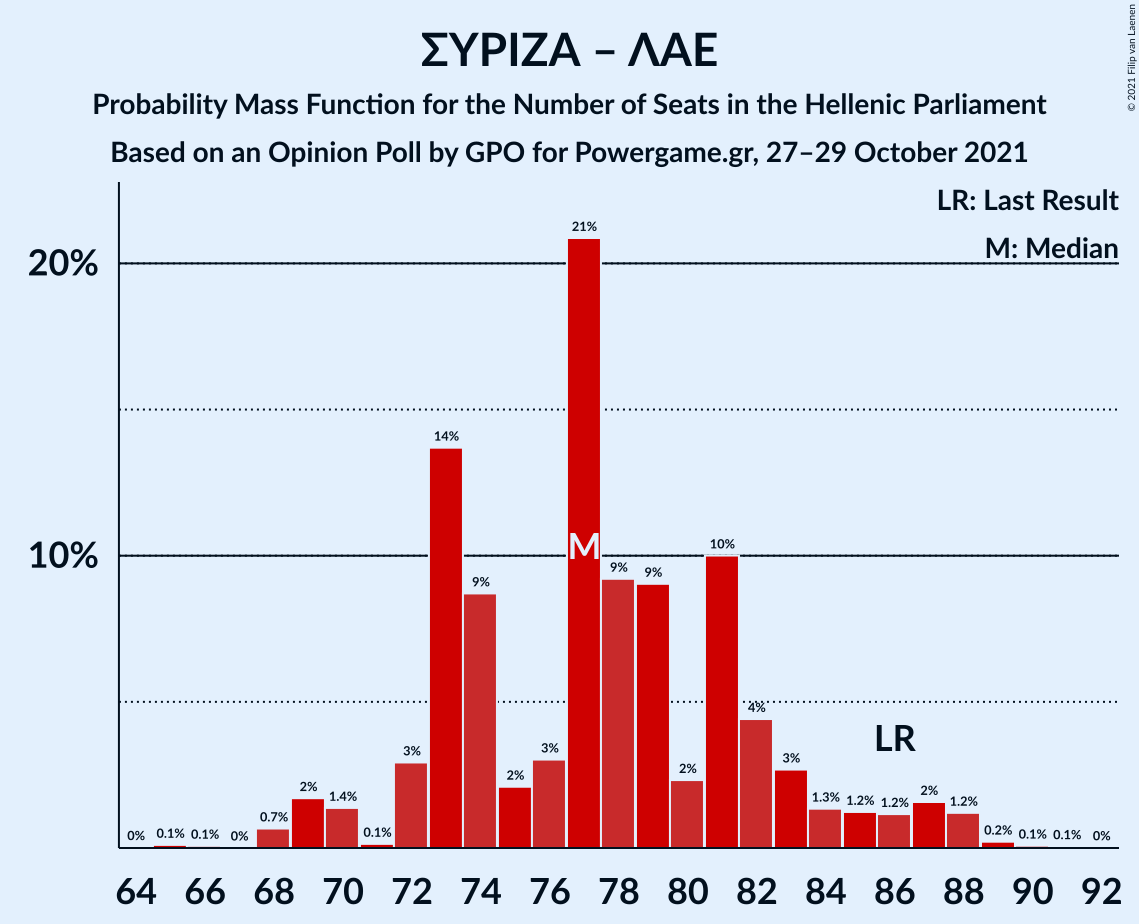 ΣΥΡΙΖΑ – ΛΑΕ
Probability Mass Function for the Number of Seats in the Hellenic Parliament
Based on an Opinion Poll by GPO for Powergame.gr, 27–29 October 2021
© 2021 Filip van Laenen
LR: Last Result
M: Median
20%
10%
0% 0.1% 0.1% 0% 0.7% 2% 1.4% 0.1% 3% 14% 9% 2% 3% 21% 9% 9% 2% 10% 4% 3% 1.3% 1.2% 1.2% 2% 1.2% 0.2% 0.1% 0.1% 0%
M
LR
64 66 68 70 72 74 76 78 80 82 84 86 88 90 92